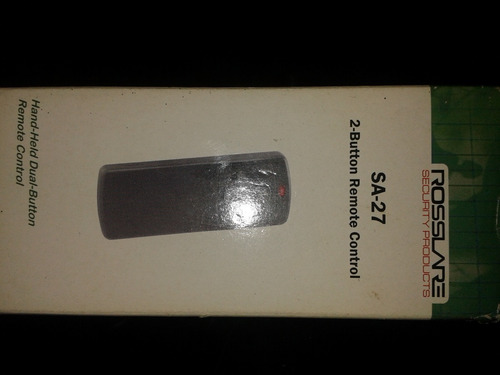 ROSSLARE
SECURITY PRODUCTS
SA-27
2-Button Remote Control
Hand-Held Dual-Button
Remote Control